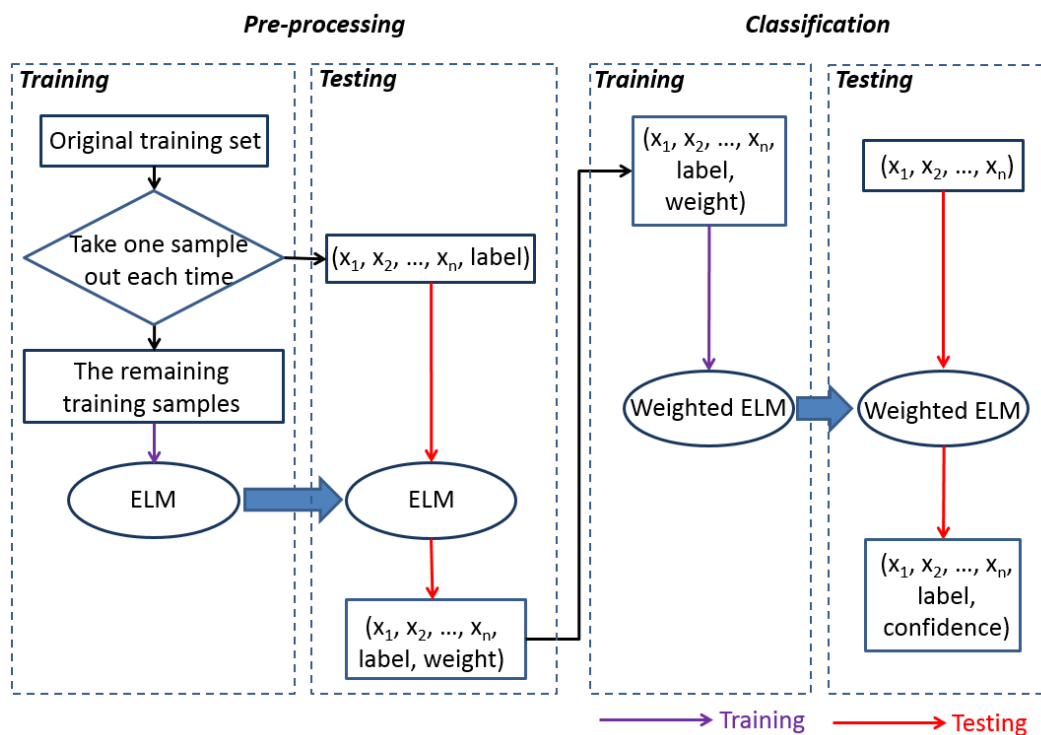 Pre-processing
Classification
Training
Testing
Training
Testing
Original training set
Take one sample
out each time
The remaining
training samples
ELM
(x₁, x₂, ..., xₙ, label)
ELM
(x₁, x₂, ..., xₙ,
label, weight)
(x₁, x₂, ..., xₙ,
label,
weight)
Weighted ELM
(x₁, x₂, ..., xₙ)
Weighted ELM
(x₁, x₂, ..., xₙ,
label,
confidence)
Training
Testing